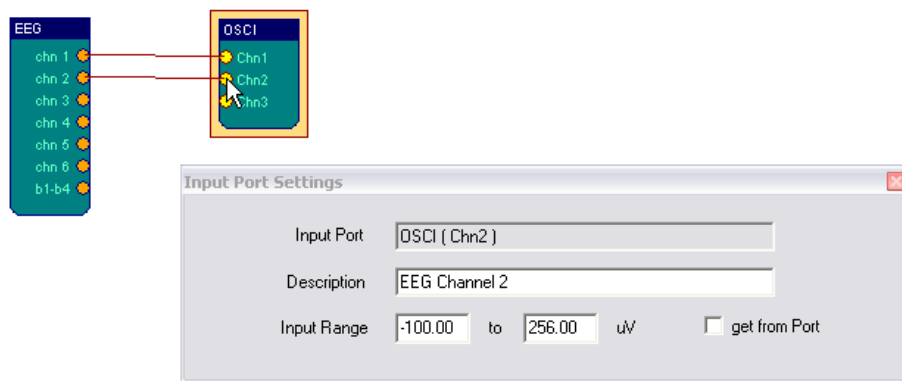 EEG
chn 1
chn 2
chn 3
chn 4
chn 5
chn 6
b1-b4
OSCI
Chn1
Chn2
Chn3
Input Port Settings
Input Port OSCI ( Chn2 )
Description EEG Channel 2
Input Range -100.00 to 256.00 uV get from Port